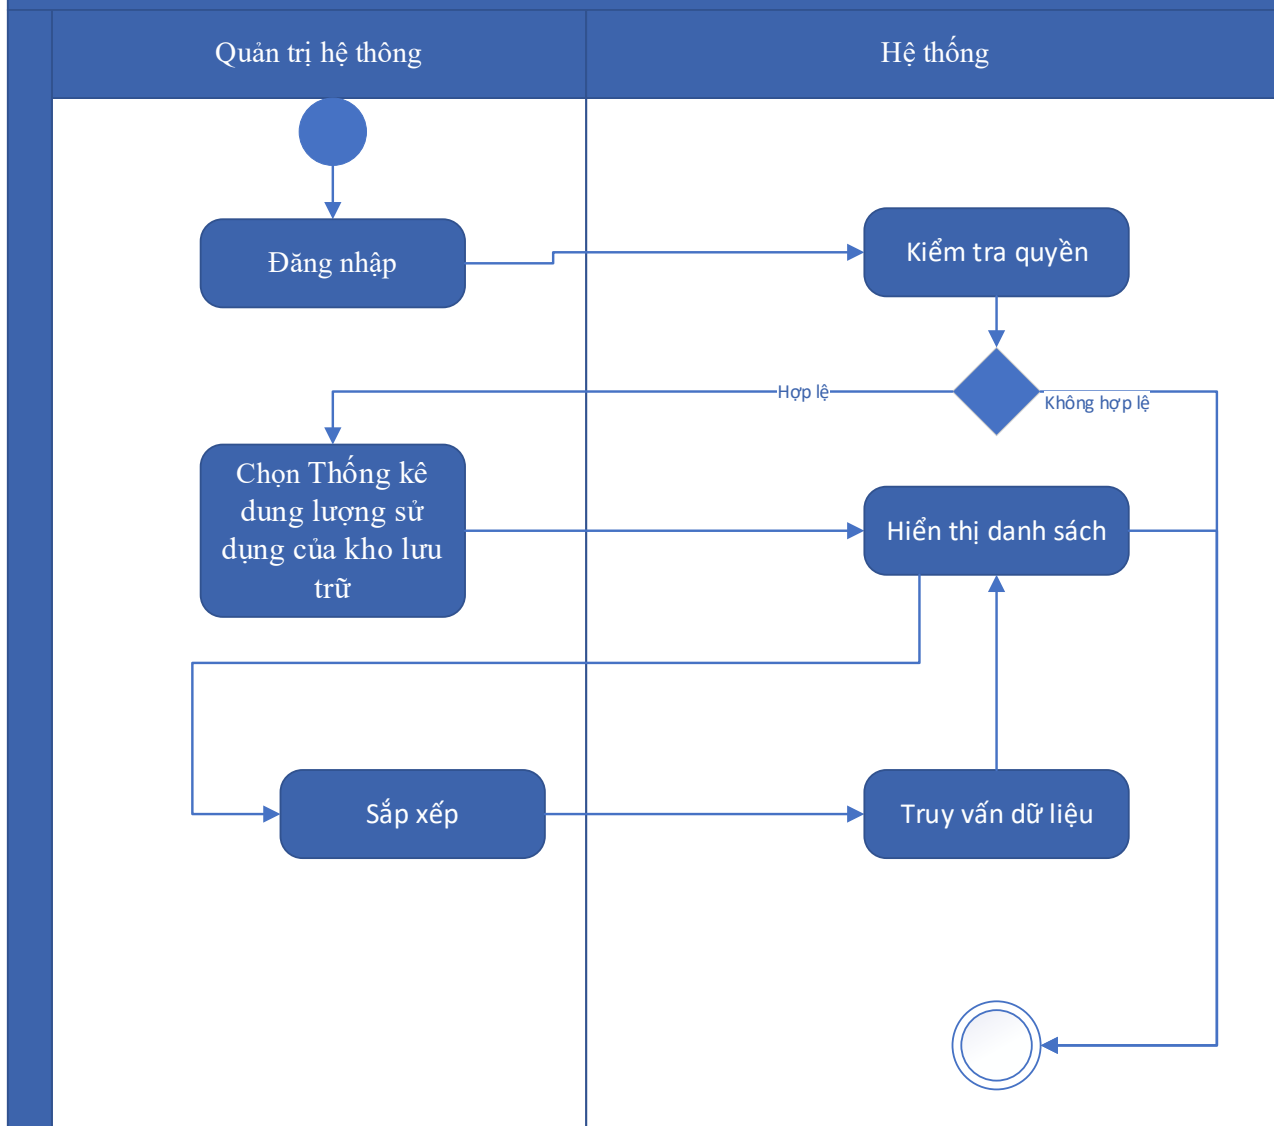 Quản trị hệ thông
Hệ thống
Đăng nhập
Kiểm tra quyền
Hợp lệ
Không hợp lệ
Chọn Thống kê
dung lượng sử
dụng của kho lưu
trữ
Hiển thị danh sách
Sắp xếp
Truy vấn dữ liệu